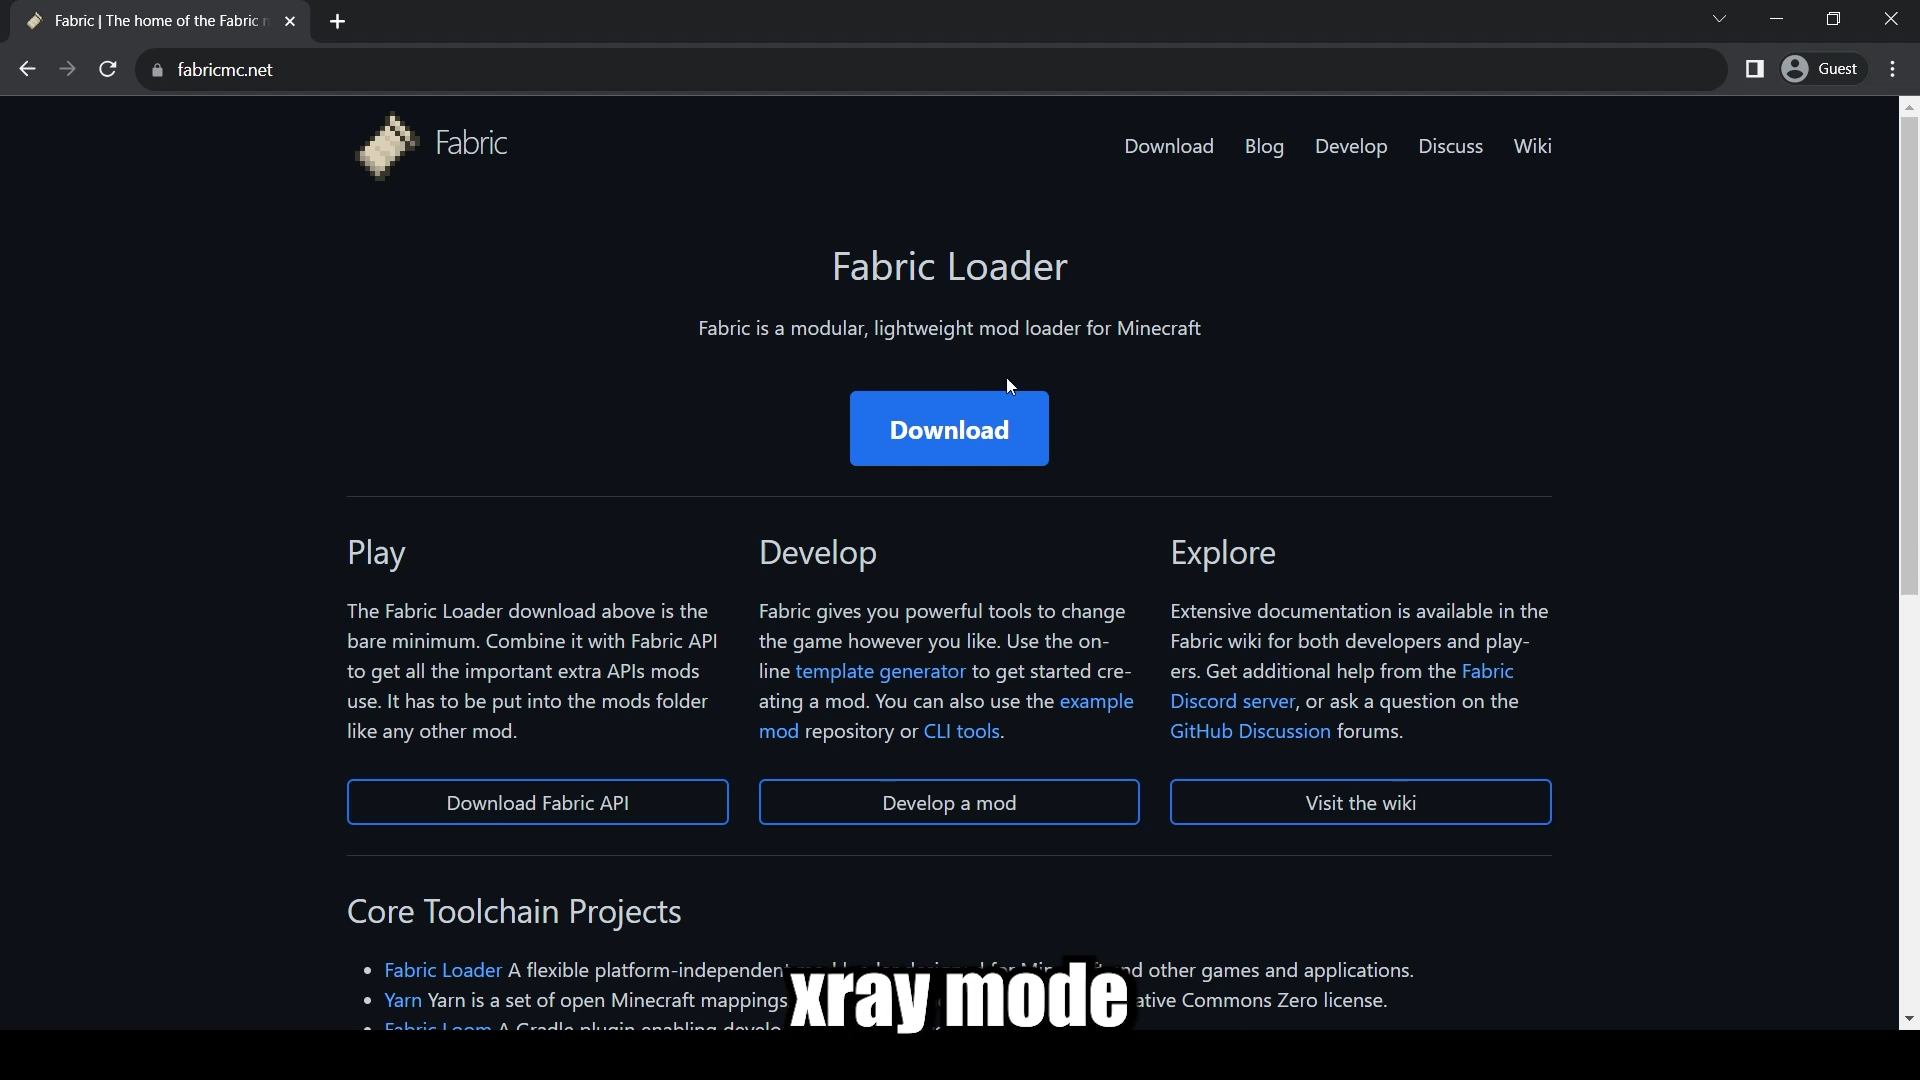 Fabric | The home of the Fabric
fabricmc.net
Guest
Fabric
Download Blog Develop Discuss Wiki
Fabric Loader
Fabric is a modular, lightweight mod loader for Minecraft
Download
Play
The Fabric Loader download above is the
bare minimum. Combine it with Fabric API
to get all the important extra APIs mods
use. It has to be put into the mods folder
like any other mod.
Download Fabric API
Develop
Fabric gives you powerful tools to change
the game however you like. Use the on-
line template generator to get started cre-
ating a mod. You can also use the example
mod repository or CLI tools.
Develop a mod
Explore
Extensive documentation is available in the
Fabric wiki for both developers and play-
ers. Get additional help from the Fabric
Discord server, or ask a question on the
GitHub Discussion forums.
Visit the wiki
Core Toolchain Projects
Fabric Loader A flexible platform-independent and other games and applications.
Yarn Yarn is a set of open Minecraft mappings Commons Zero license.
Fabric Loom A Gradle plugin enabling
xray mode